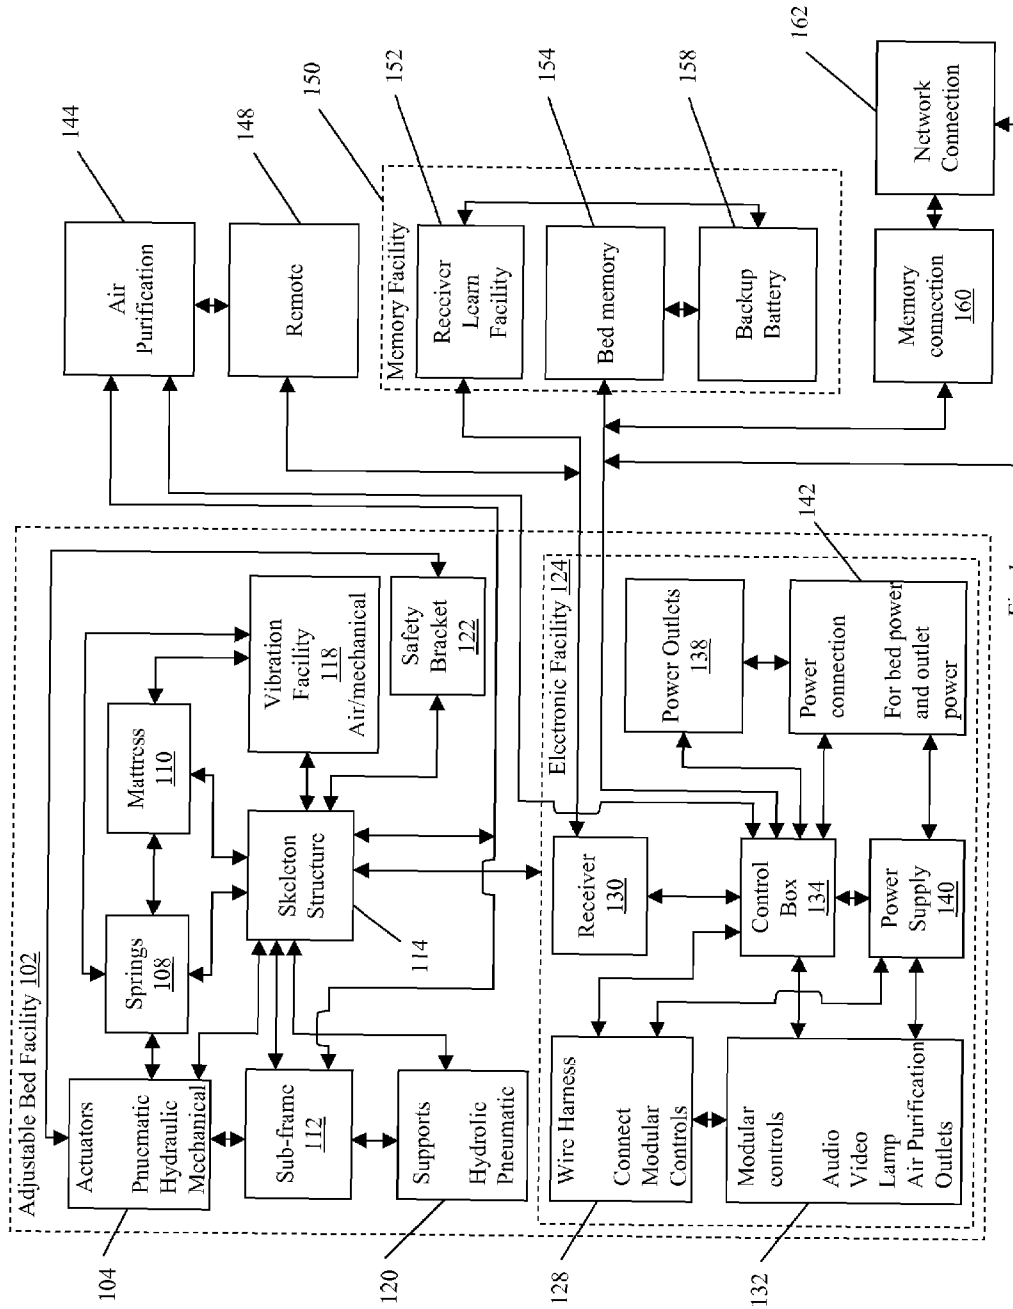 Adjustable Bed Facility 102
Actuators
Pneumatic
Hydraulic
Mechanical
104
Springs
108
Mattress
110
Sub-frame
112
Skeleton
Structure
114
Vibration
Facility
118
Air/mechanical
Supports
Hydrolic
Pneumatic
120
Safety
Bracket
122
Electronic Facility 124
Wire Harness
Connect
Modular
Controls
128
Receiver
130
Modular
controls
Audio
Video
Lamp
Air Purification
Outlets
132
Control
Box
134
Power Outlets
138
Power
Supply
140
Power
connection
For bed power
and outlet
power
142
Air
Purification
144
Remote
148
Memory Facility
150
Receiver
Learn
Facility
152
Bed memory
154
Backup
Battery
158
Memory
connection
160
Network
Connection
162